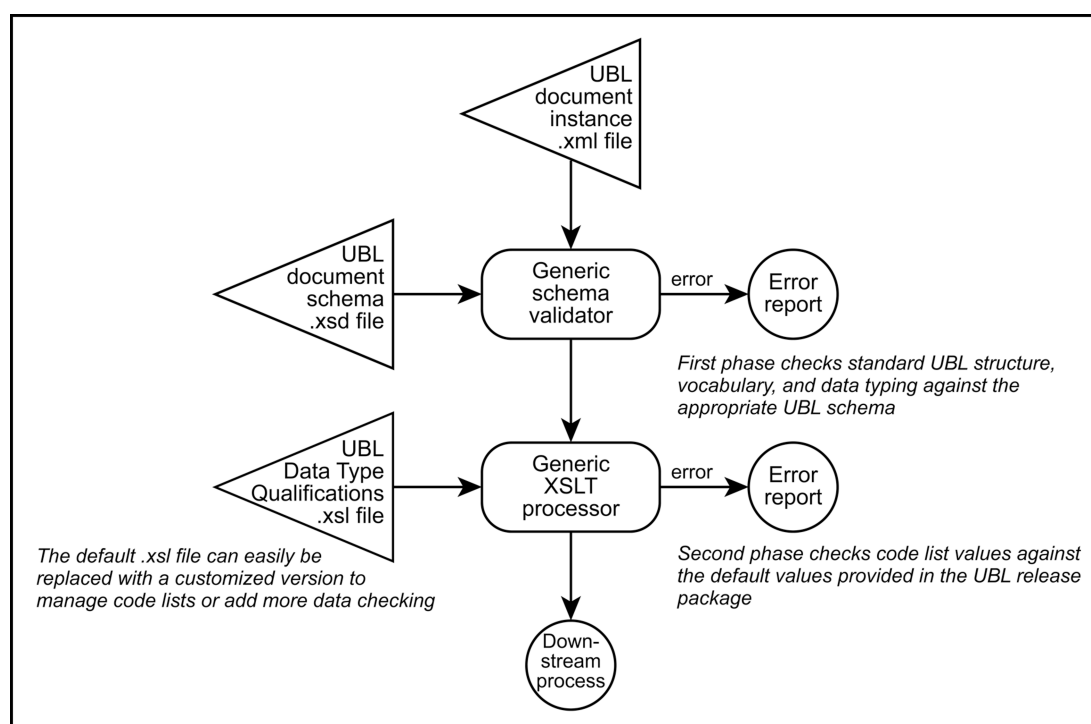 UBL
document
instance
.xml file
UBL
document
schema
.xsd file
Generic
schema
validator
error
Error
report
First phase checks standard UBL structure,
vocabulary, and data typing against the
appropriate UBL schema
UBL
Data Type
Qualifications
.xsl file
Generic
XSLT
processor
error
Error
report
The default .xsl file can easily be
replaced with a customized version to
manage code lists or add more data checking
Second phase checks code list values against
the default values provided in the UBL release
package
Down-
stream
process